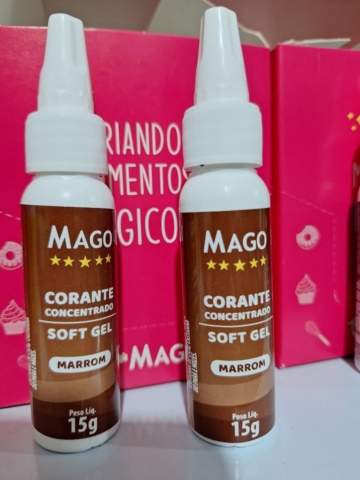 RIANDO
MENTOS
GICO
MAGO
MAGO
CORANTE
CONCENTRADO
SOFT GEL
MARROM
Peso Líq.
15g
MAGO
CORANTE
CONCENTRADO
SOFT GEL
MARROM
Peso Líq.
15g